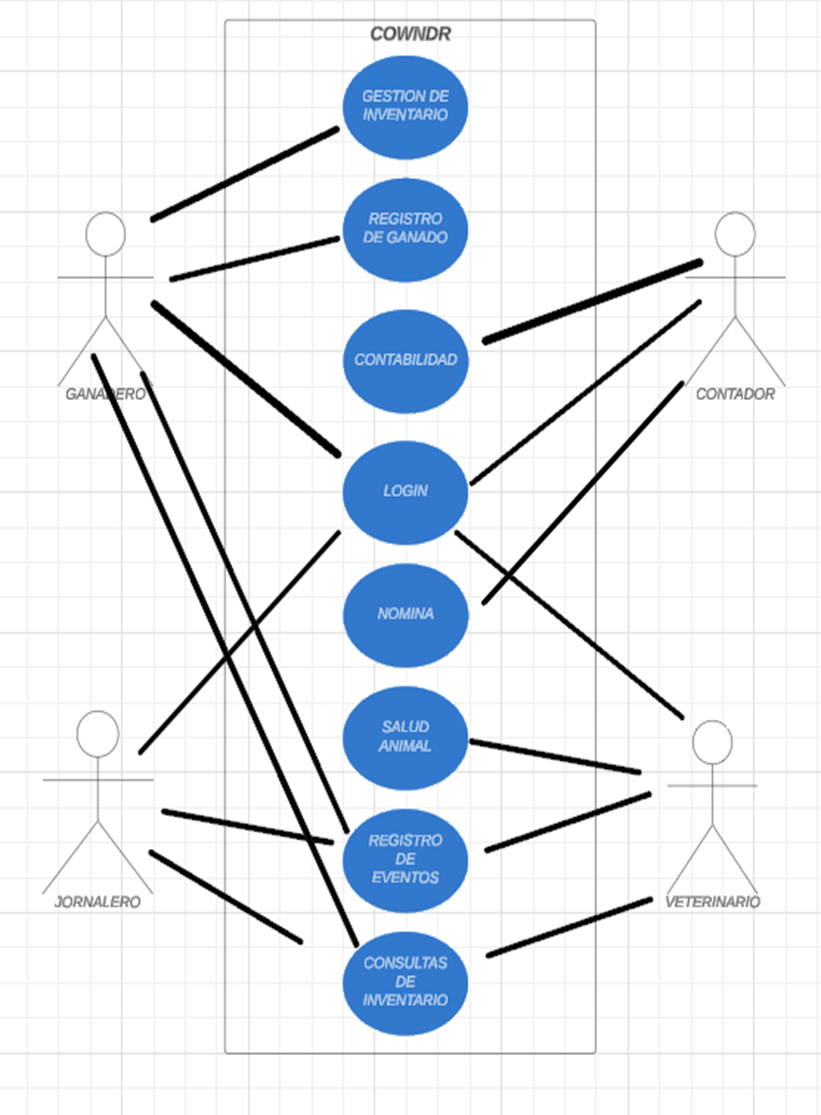 COWNDR
GESTION DE
INVENTARIO
REGISTRO
DE GANADO
CONTABILIDAD
GANADERO
CONTADOR
LOGIN
NOMINA
SALUD
ANIMAL
REGISTRO
DE
EVENTOS
JORNALERO
VETERINARIO
CONSULTAS
DE
INVENTARIO